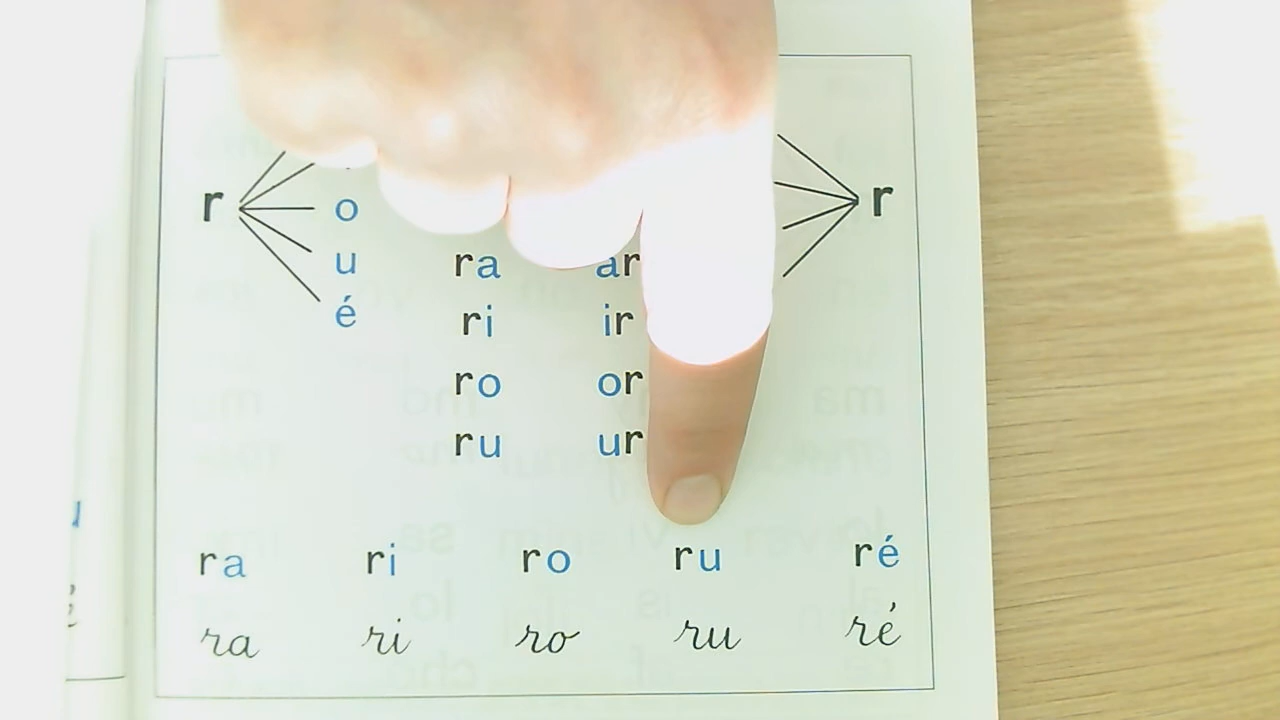 r o r
u
é
ra ar
ri ir
ro or
ru ur
ra ri ro ru ré
ra ri ro ru ré